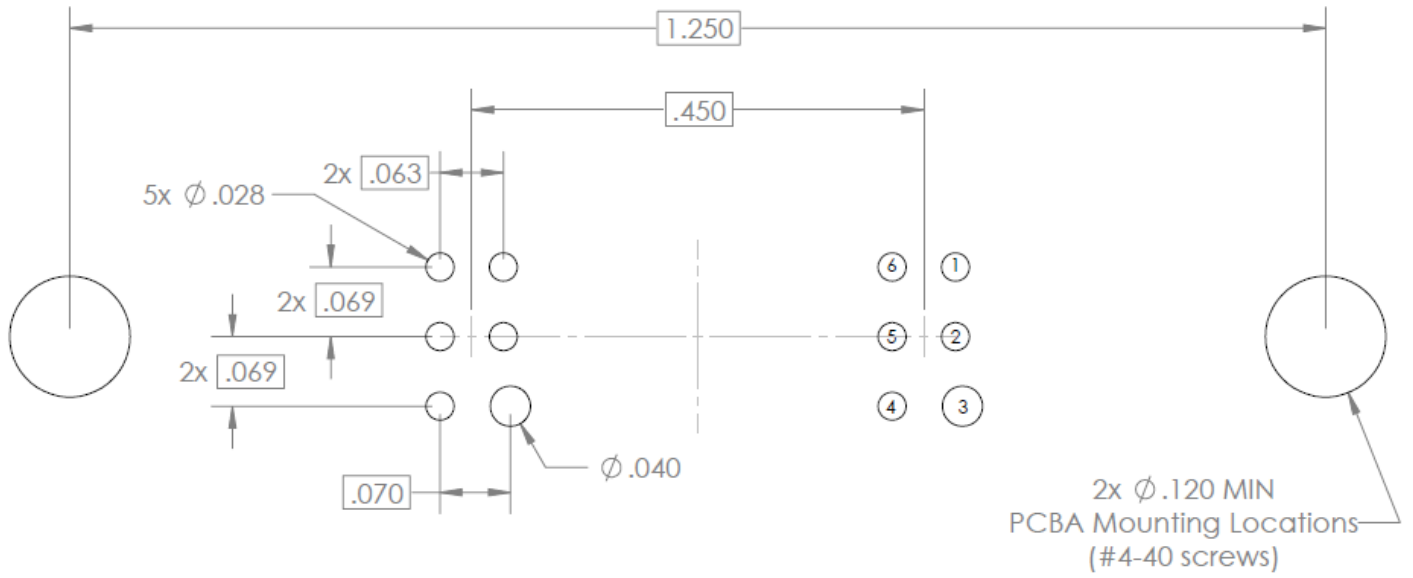 1.250
.450
2x .063
5x ∅ .028
6 1
2x .069
5 2
2x .069
4 3
∅ .040
.070
2x ∅ .120 MIN
PCBA Mounting Locations
(#4-40 screws)